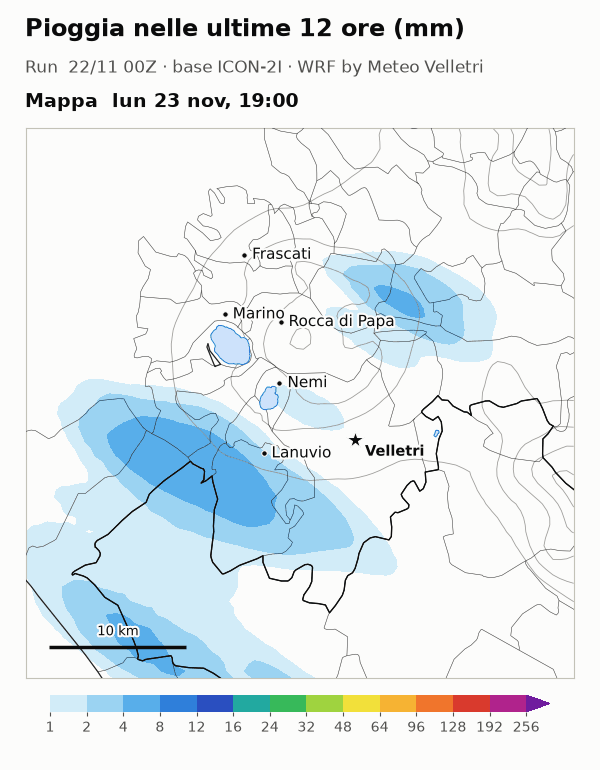 Pioggia nelle ultime 12 ore (mm)
Run  22/11 00Z · base ICON-2I · WRF by Meteo Velletri
Mappa  lun 23 nov, 19:00
Frascati
Marino
Rocca di Papa
Nemi
Velletri
Lanuvio
10 km
1 2 4 8 12 16 24 32 48 64 96 128 192 256